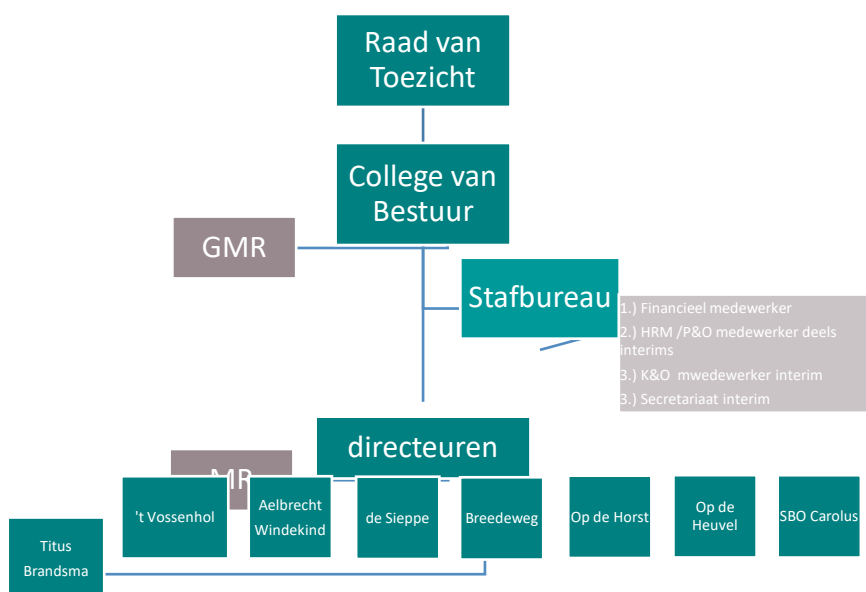 Raad van
Toezicht
College van
Bestuur
GMR
Stafbureau
1.) Financieel medewerker
2.) HRM /P&O medewerker deels
interims
3.) K&O mwedewerker interim
3.) Secretariaat interim
directeuren
MR
't Vossenhol
Aelbrecht
Windekind
de Sieppe
Breedeweg
Op de Horst
Op de
Heuvel
SBO Carolus
Titus
Brandsma